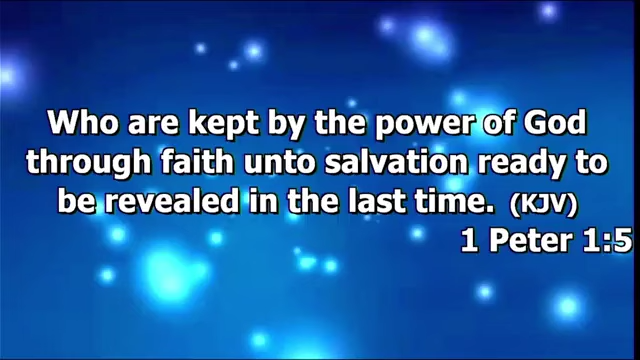 Who are kept by the power of God
through faith unto salvation ready to
be revealed in the last time. (KJV)
1 Peter 1:5